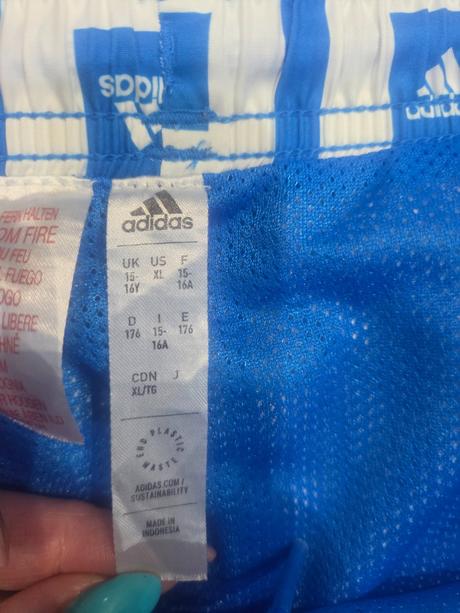 adidas
adidas
adidas
FERN HALTEN
OM FIRE
U FEU
FUEGO
OGO
LIBERE
HNÉ
adidas
UK US F
15- XL 15-
16Y 16A
D I E
176 15- 176
16A
CDN J
XL/TG
END PLASTIC WASTE
ADIDAS.COM/
SUSTAINABILITY
MADE IN
INDONESIA